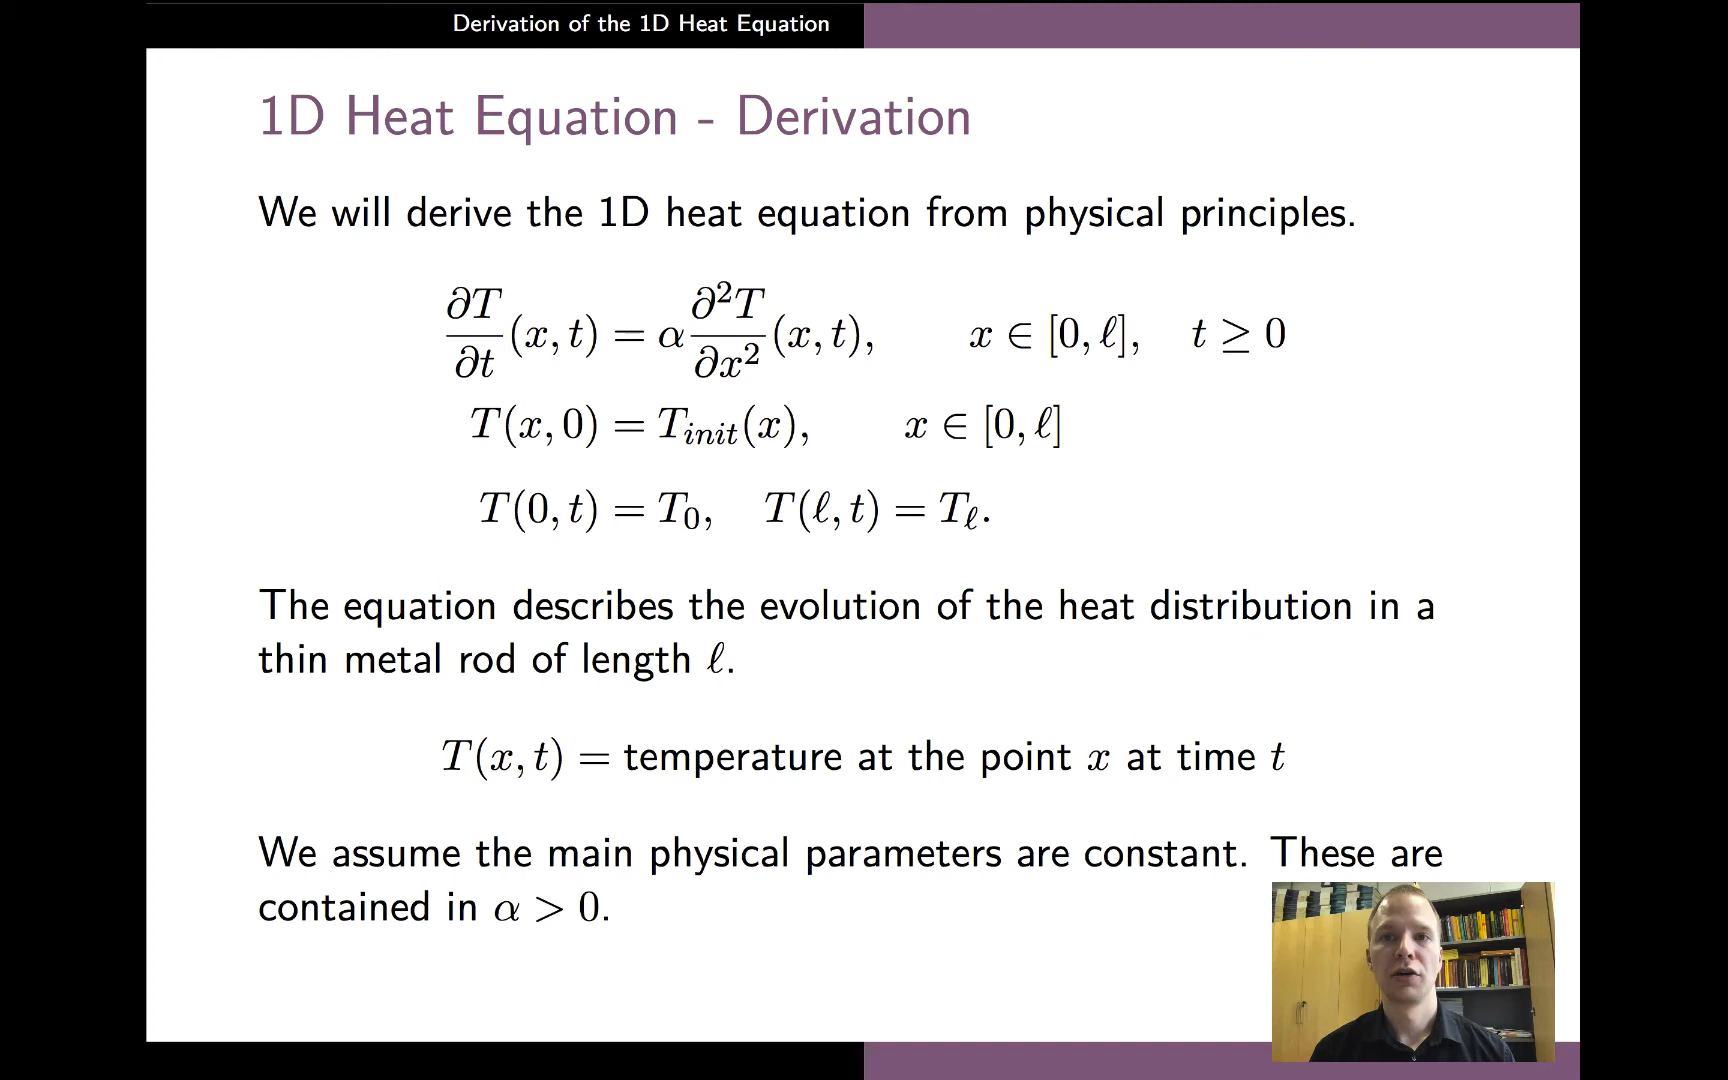 Derivation of the 1D Heat Equation
1D Heat Equation - Derivation
We will derive the 1D heat equation from physical principles.
∂T/∂t (x, t) = α ∂²T/∂x² (x, t), x ∈ [0, ℓ], t ≥ 0
T(x, 0) = T_init(x), x ∈ [0, ℓ]
T(0, t) = T₀, T(ℓ, t) = T_ℓ.
The equation describes the evolution of the heat distribution in a
thin metal rod of length ℓ.
T(x, t) = temperature at the point x at time t
We assume the main physical parameters are constant. These are
contained in α > 0.